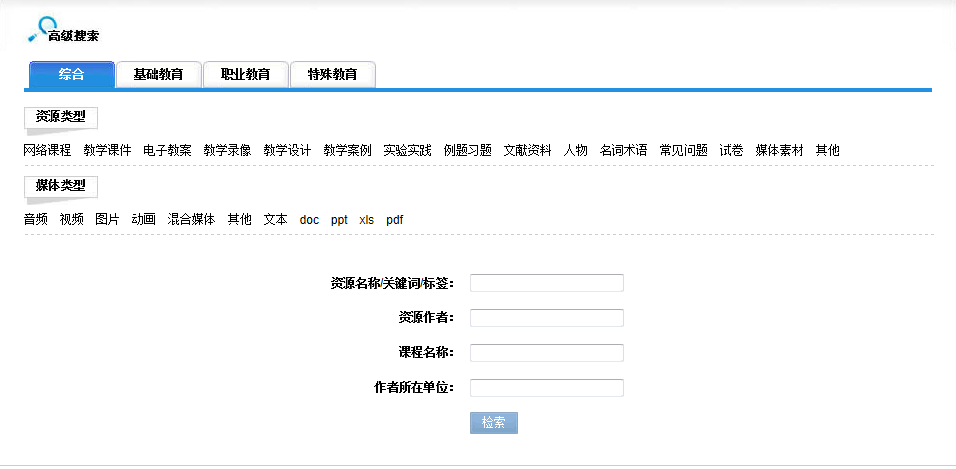 高级搜索
综合 基础教育 职业教育 特殊教育
资源类型
网络课程 教学课件 电子教案 教学录像 教学设计 教学案例 实验实践 例题习题 文献资料 人物 名词术语 常见问题 试卷 媒体素材 其他
媒体类型
音频 视频 图片 动画 混合媒体 其他 文本 doc ppt xls pdf
资源名称/关键词/标签：
资源作者：
课程名称：
作者所在单位：
检索